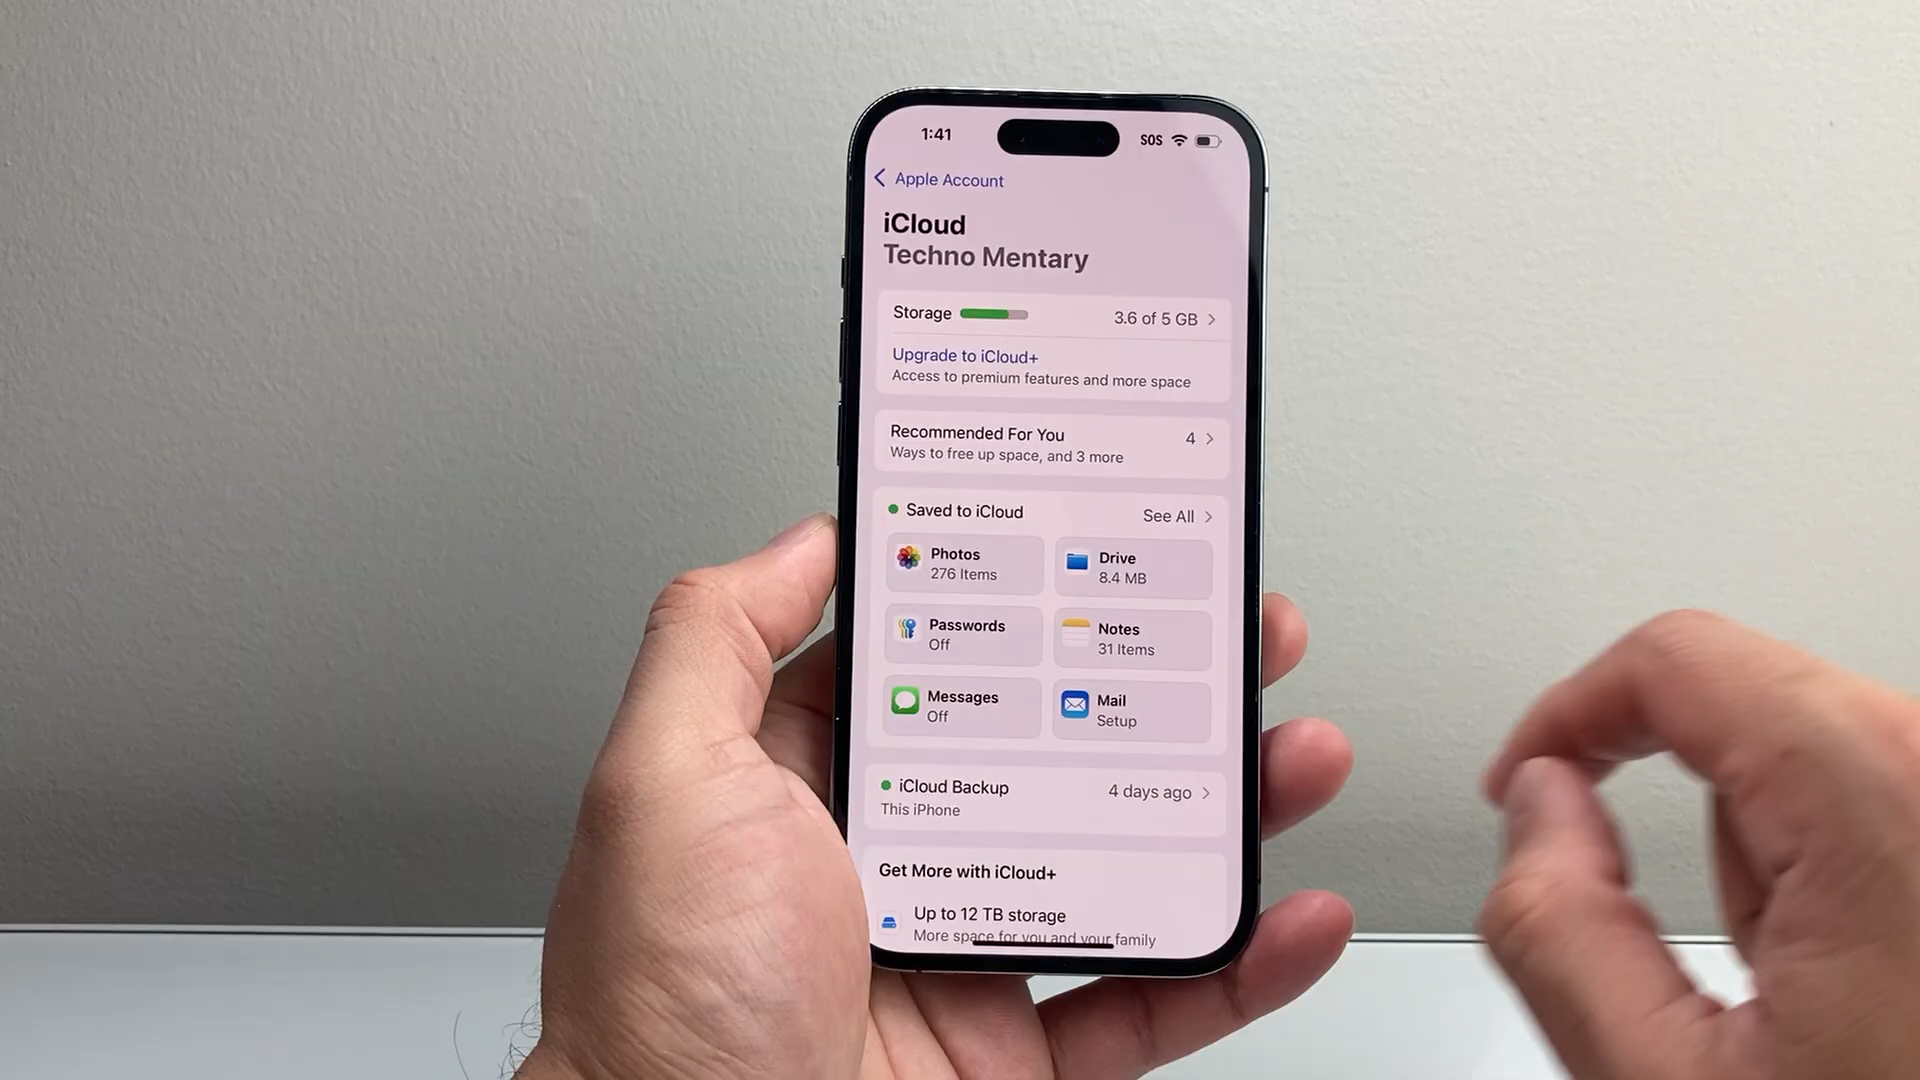 1:41
SOS
Apple Account
iCloud
Techno Mentary
Storage
3.6 of 5 GB
Upgrade to iCloud+
Access to premium features and more space
Recommended For You
4
Ways to free up space, and 3 more
Saved to iCloud
See All
Photos
276 Items
Drive
8.4 MB
Passwords
Off
Notes
31 Items
Messages
Off
Mail
Setup
iCloud Backup
4 days ago
This iPhone
Get More with iCloud+
Up to 12 TB storage
More space for you and your family